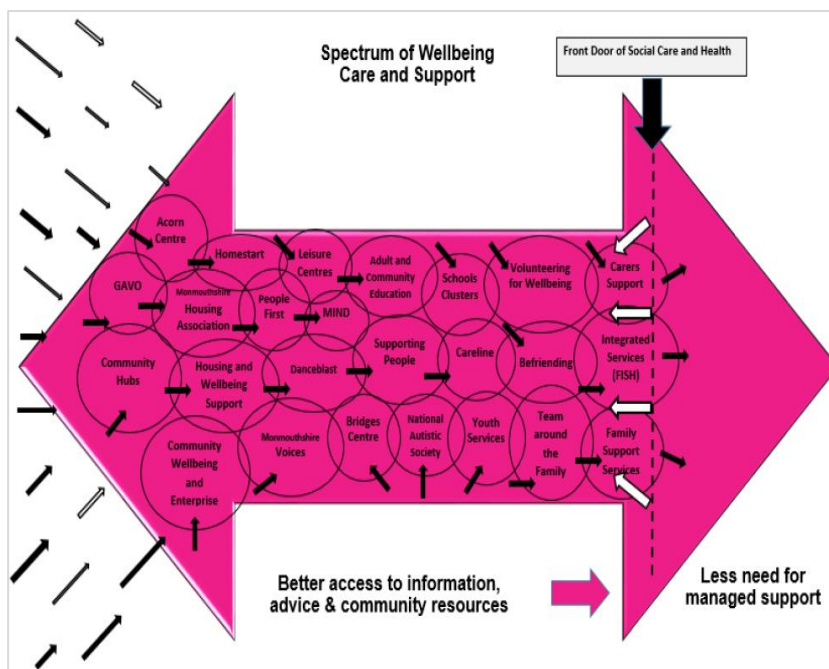 Spectrum of Wellbeing
Care and Support
Front Door of Social Care and Health
Acorn
Centre
Homestart
Leisure
Centres
Adult and
Community
Education
Schools
Clusters
Volunteering
for Wellbeing
Carers
Support
GAVO
Monmouthshire
Housing
Association
People
First
MIND
Community
Hubs
Housing and
Wellbeing
Support
Danceblast
Supporting
People
Careline
Befriending
Integrated
Services
(FISH)
Community
Wellbeing
and
Enterprise
Monmouthshire
Voices
Bridges
Centre
National
Autistic
Society
Youth
Services
Team
around
the
Family
Family
Support
Services
Better access to information,
advice & community resources
Less need for
managed support